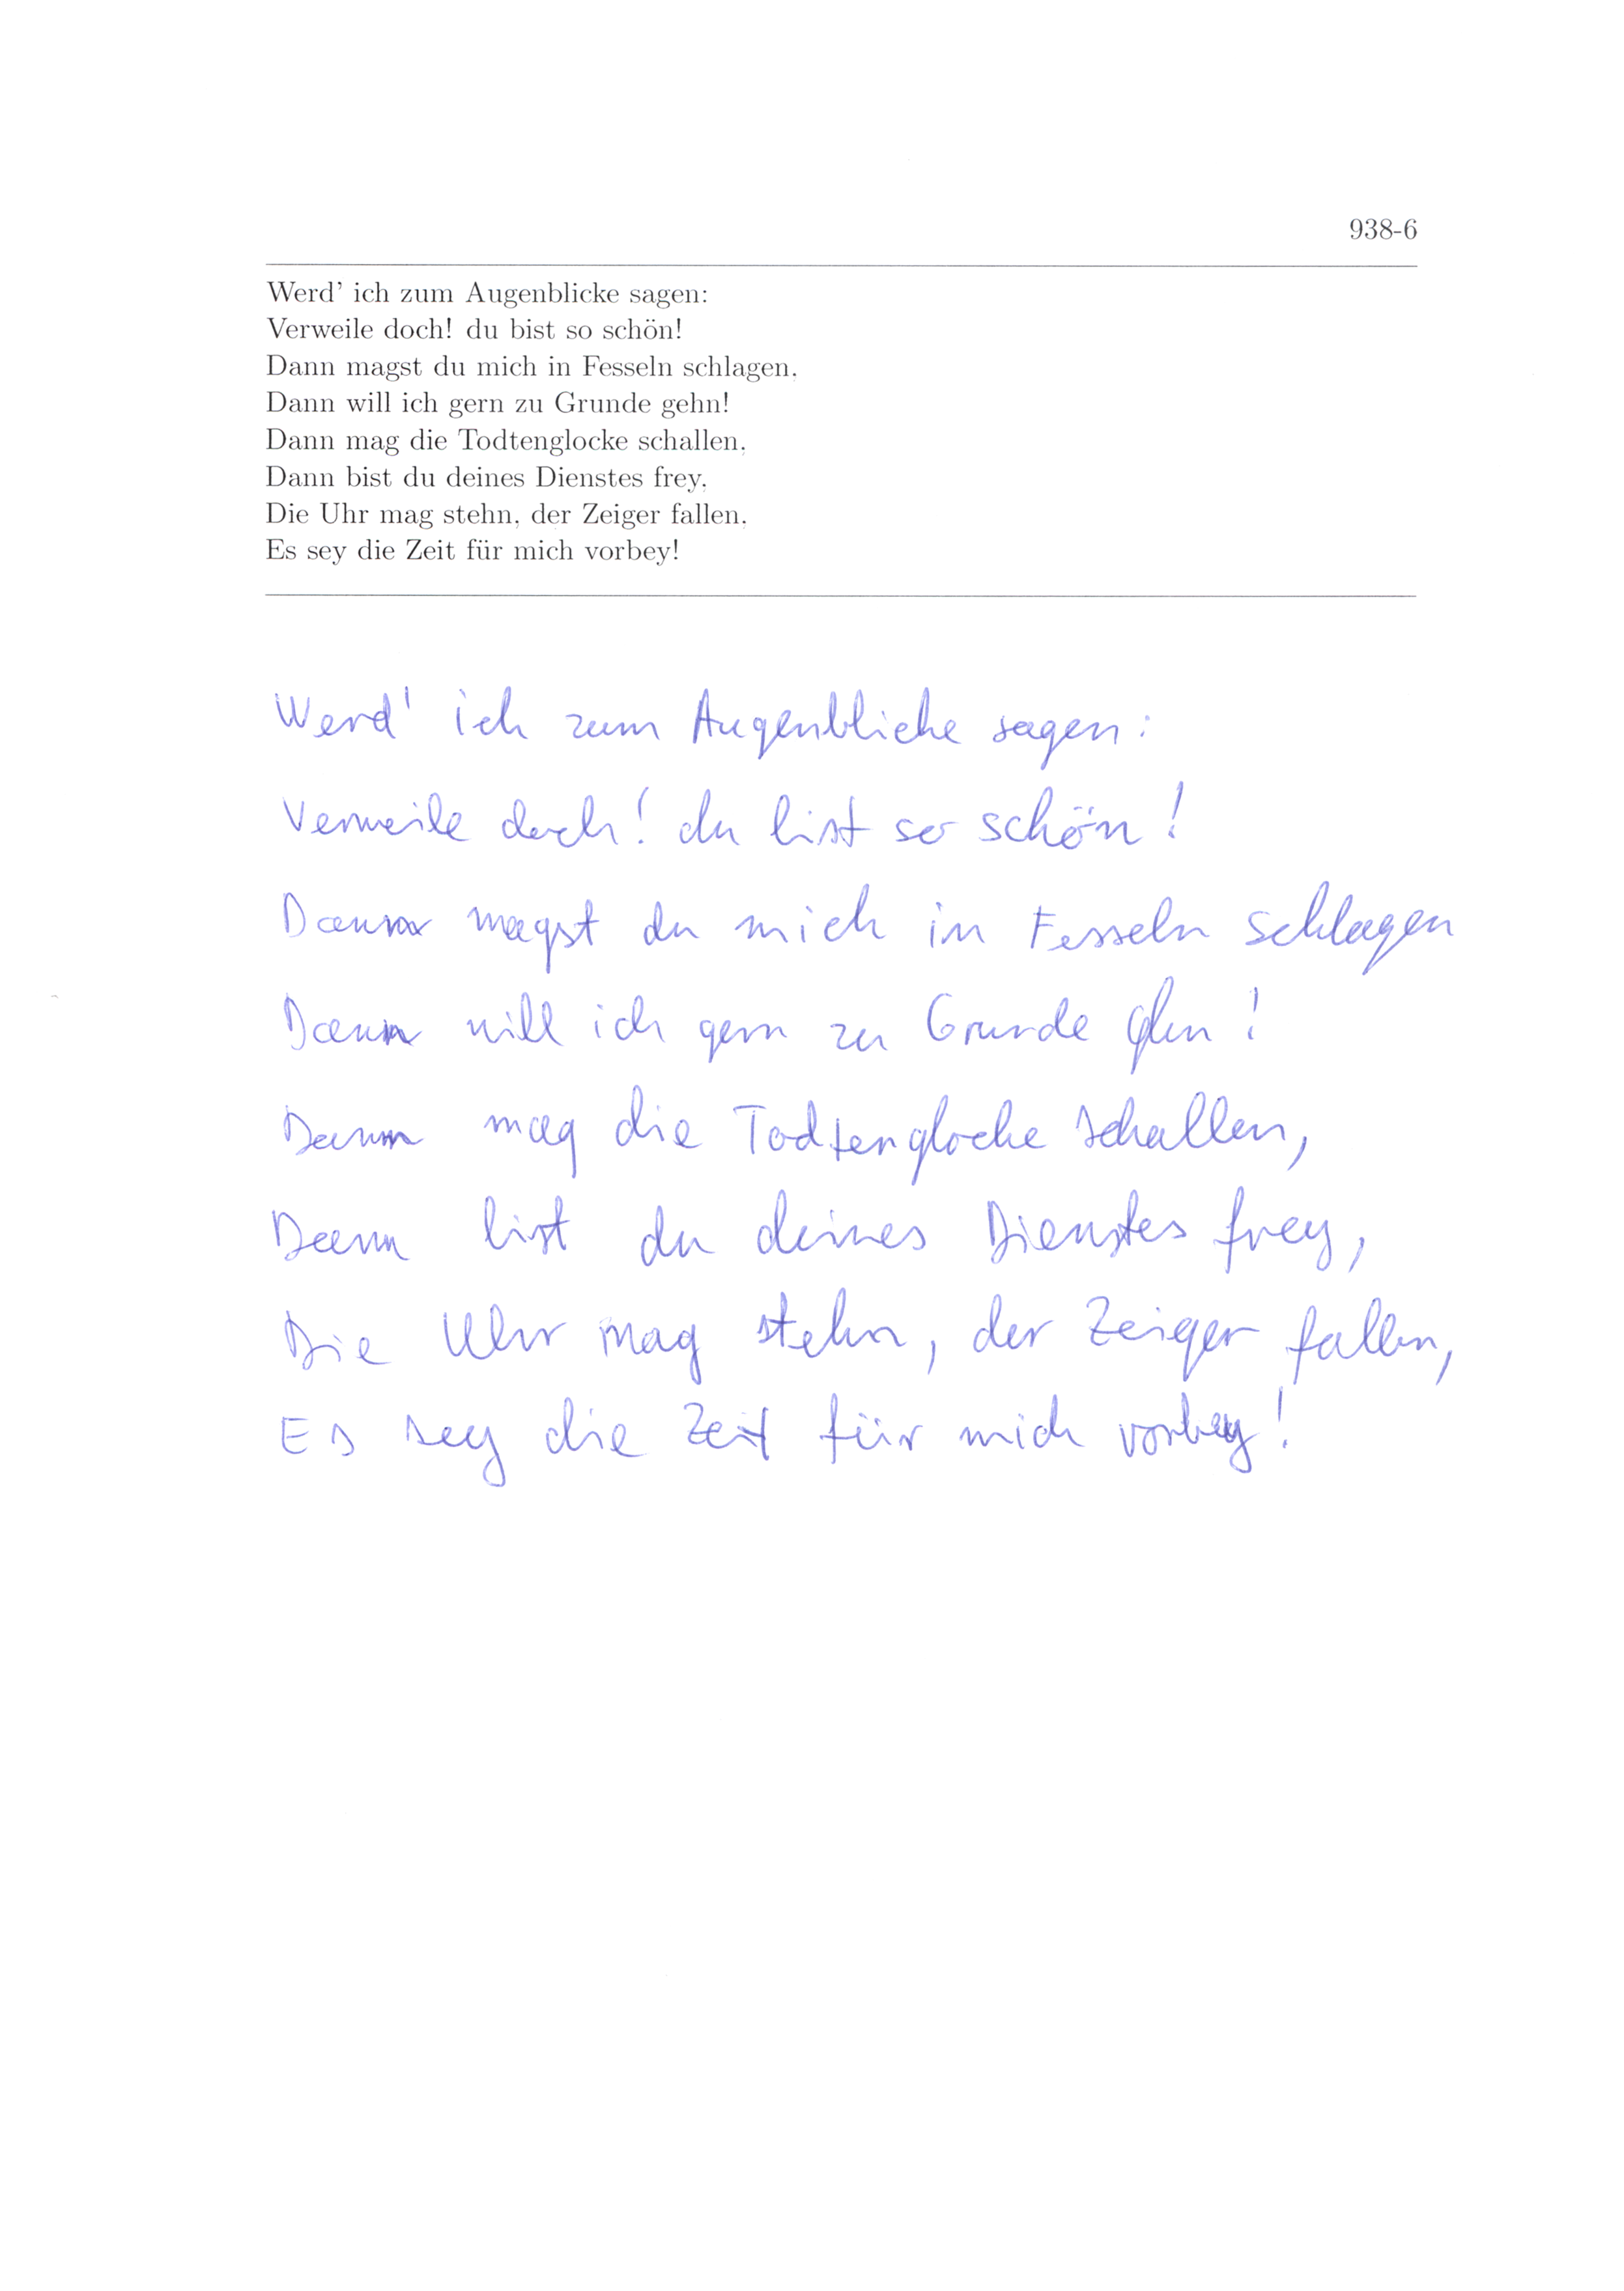 938-6
Werd' ich zum Augenblicke sagen:
Verweile doch! du bist so schön!
Dann magst du mich in Fesseln schlagen,
Dann will ich gern zu Grunde gehn!
Dann mag die Todtenglocke schallen,
Dann bist du deines Dienstes frey,
Die Uhr mag stehn, der Zeiger fallen,
Es sey die Zeit für mich vorbey!
Werd' ich zum Augenblicke sagen:
Verweile doch! du bist so schön!
Dann magst du mich in Fesseln schlagen
Dann will ich gern zu Grunde gehn!
Dann mag die Todtenglocke schallen,
Dann bist du deines Dienstes frey,
Die Uhr mag stehn, der Zeiger fallen,
Es sey die Zeit für mich vorbey!